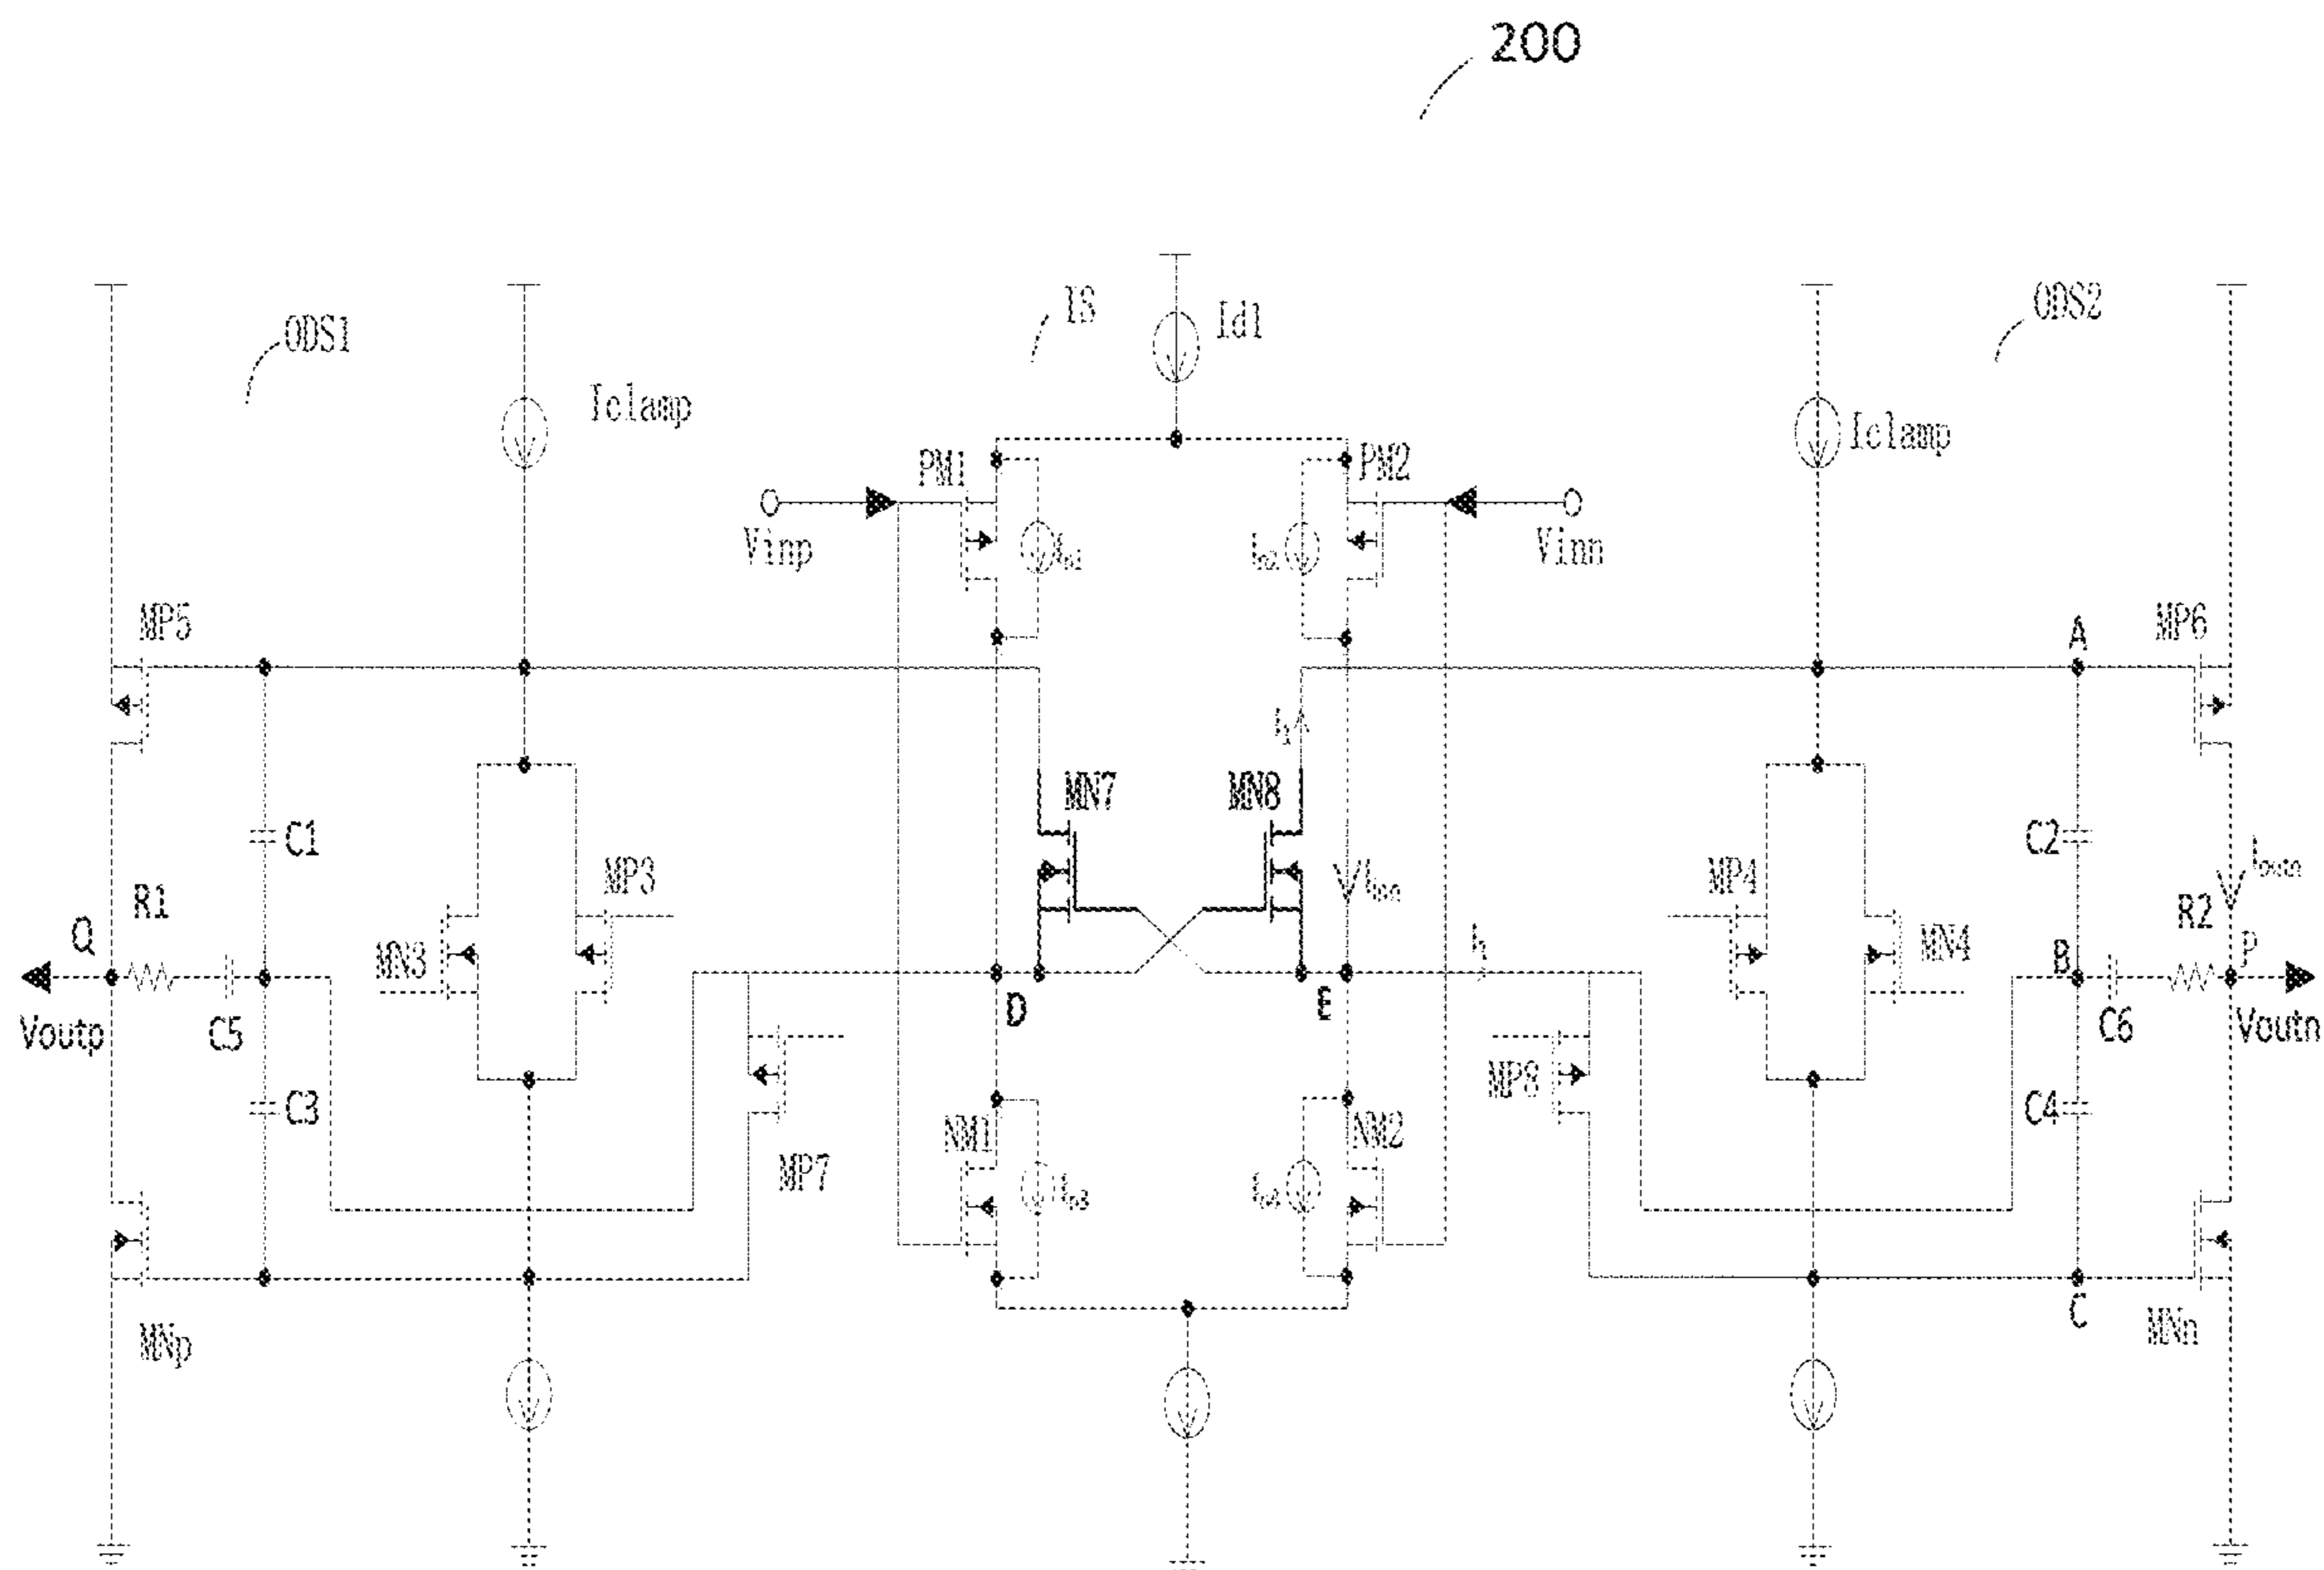 200
ODS1
IS
Id1
ODS2
Iclamp
Iclamp
PM1
PM2
Vinp
Vinn
MP5
A
MP6
MN7
MN8
C1
C2
MP3
MP4
R1
R2
Q
MN3
MN4
B
P
D
E
Voutp
C5
C6
Voutn
MP8
C3
C4
NM1
NM2
MP7
C
MNp
MNn